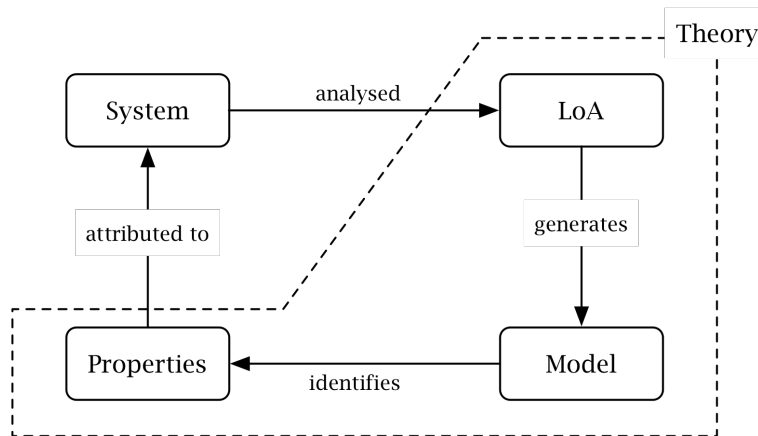 Theory
System
analysed
LoA
attributed to
generates
Properties
identifies
Model